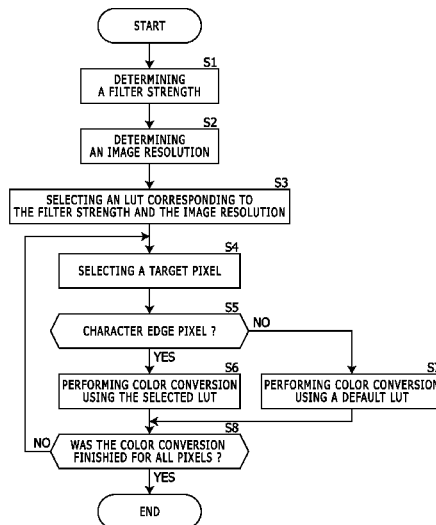 START
S1
DETERMINING
A FILTER STRENGTH
S2
DETERMINING
AN IMAGE RESOLUTION
S3
SELECTING AN LUT CORRESPONDING TO
THE FILTER STRENGTH AND THE IMAGE RESOLUTION
S4
SELECTING A TARGET PIXEL
S5
CHARACTER EDGE PIXEL ?
NO
YES
S6
PERFORMING COLOR CONVERSION
USING THE SELECTED LUT
PERFORMING COLOR CONVERSION
USING A DEFAULT LUT
S8
NO
WAS THE COLOR CONVERSION
FINISHIED FOR ALL PIXELS ?
YES
END